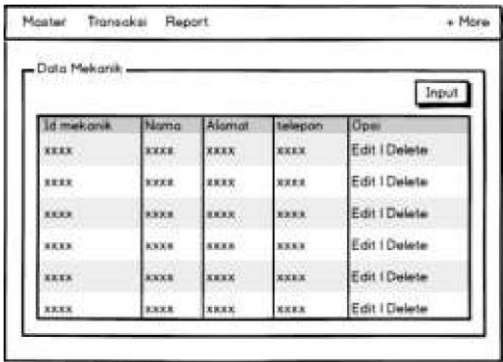 Master Transaksi Report + More
Data Mekanik
Input
Id mekanik Nama Alamat telepon Opsi
xxxx xxxx xxxx xxxx Edit | Delete
xxxx xxxx xxxx xxxx Edit | Delete
xxxx xxxx xxxx xxxx Edit | Delete
xxxx xxxx xxxx xxxx Edit | Delete
xxxx xxxx xxxx xxxx Edit | Delete
xxxx xxxx xxxx xxxx Edit | Delete